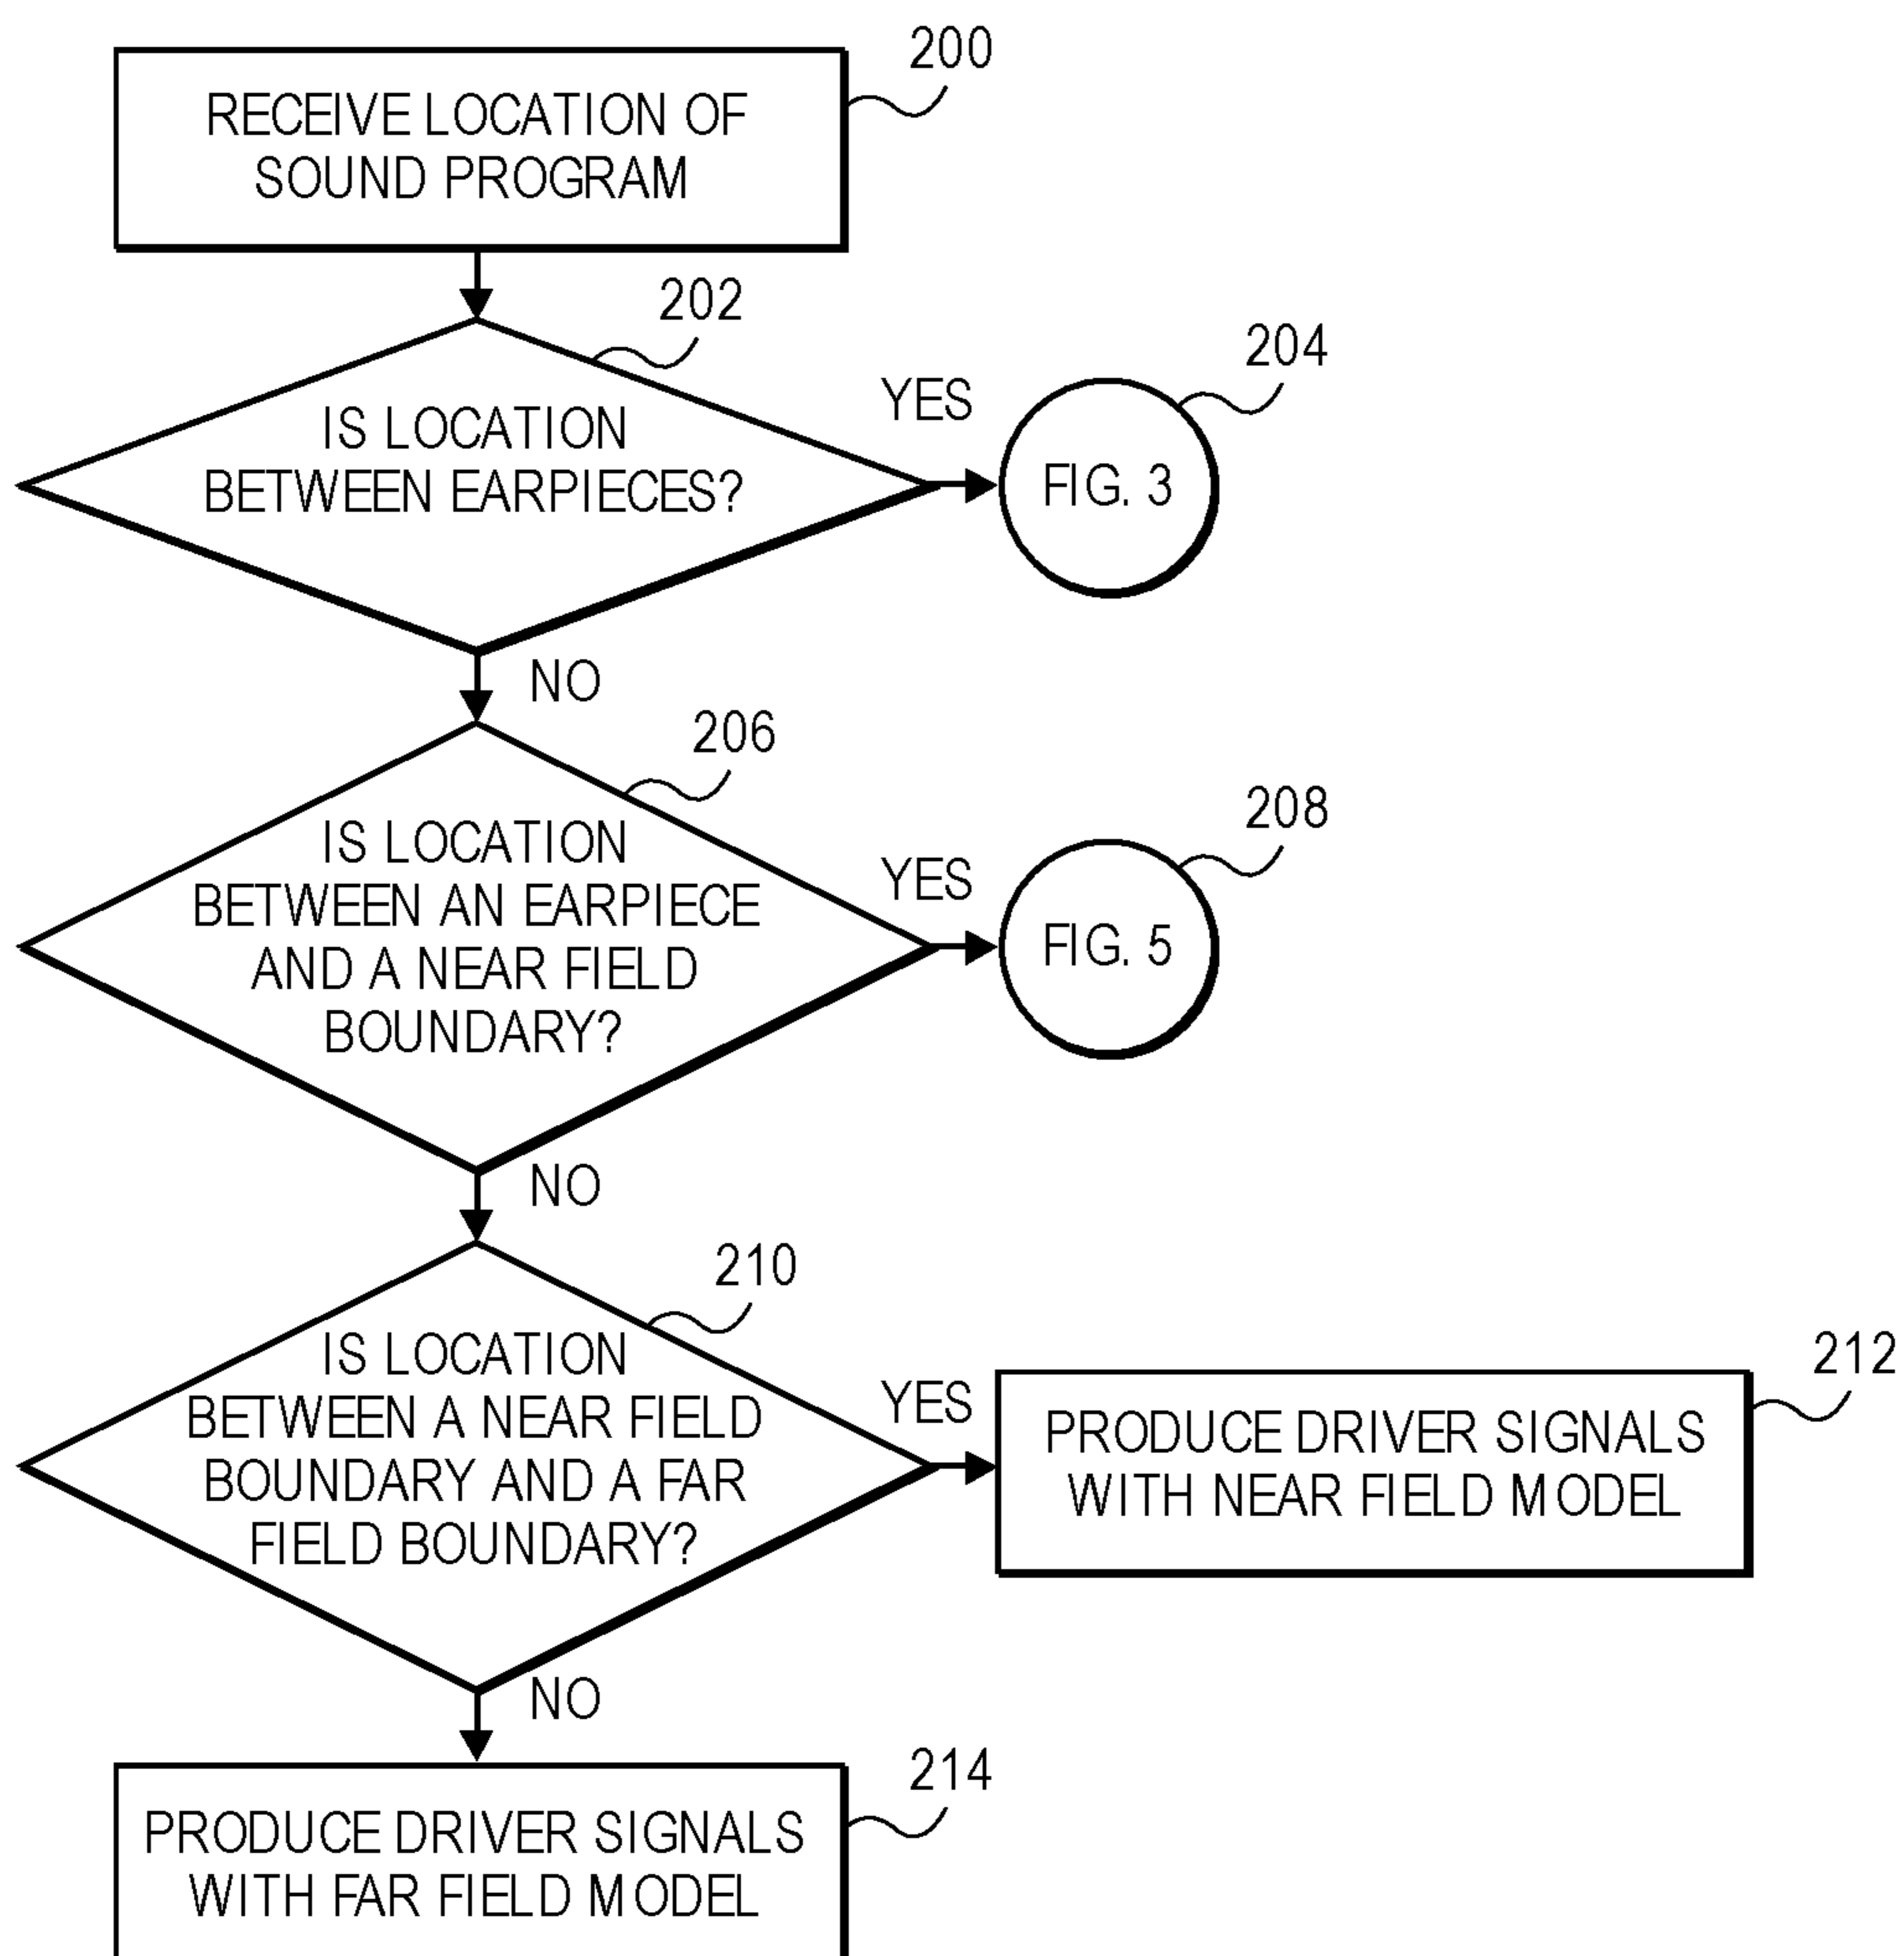 200
RECEIVE LOCATION OF
SOUND PROGRAM
202
IS LOCATION
BETWEEN EARPIECES?
YES
204
FIG. 3
NO
206
IS LOCATION
BETWEEN AN EARPIECE
AND A NEAR FIELD
BOUNDARY?
YES
208
FIG. 5
NO
210
IS LOCATION
BETWEEN A NEAR FIELD
BOUNDARY AND A FAR
FIELD BOUNDARY?
YES
212
PRODUCE DRIVER SIGNALS
WITH NEAR FIELD MODEL
NO
214
PRODUCE DRIVER SIGNALS
WITH FAR FIELD MODEL